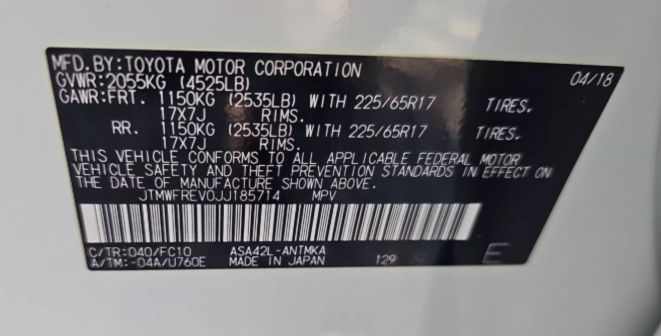 MFD.BY:TOYOTA MOTOR CORPORATION 04/18
GVWR:2055KG (4525LB)
GAWR:FRT. 1150KG (2535LB) WITH 225/65R17 TIRES,
17X7J RIMS.
RR. 1150KG (2535LB) WITH 225/65R17 TIRES,
17X7J RIMS.
THIS VEHICLE CONFORMS TO ALL APPLICABLE FEDERAL MOTOR
VEHICLE SAFETY AND THEFT PREVENTION STANDARDS IN EFFECT ON
THE DATE OF MANUFACTURE SHOWN ABOVE.
JTMWFREV0JJ185714 MPV
C/TR:040/FC10 ASA42L-ANTMKA
A/TM:-04A/U760E MADE IN JAPAN 129 E